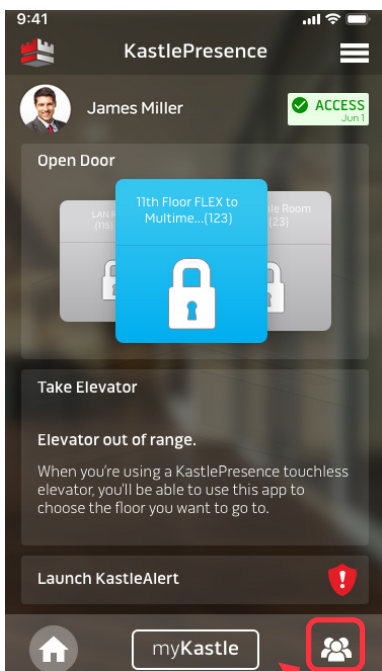 9:41
KastlePresence
James Miller
ACCESS
Jun 1
Open Door
11th Floor FLEX to
Multime...(123)
LAN
Room
Take Elevator
Elevator out of range.
When you're using a KastlePresence touchless
elevator, you'll be able to use this app to
choose the floor you want to go to.
Launch KastleAlert
myKastle